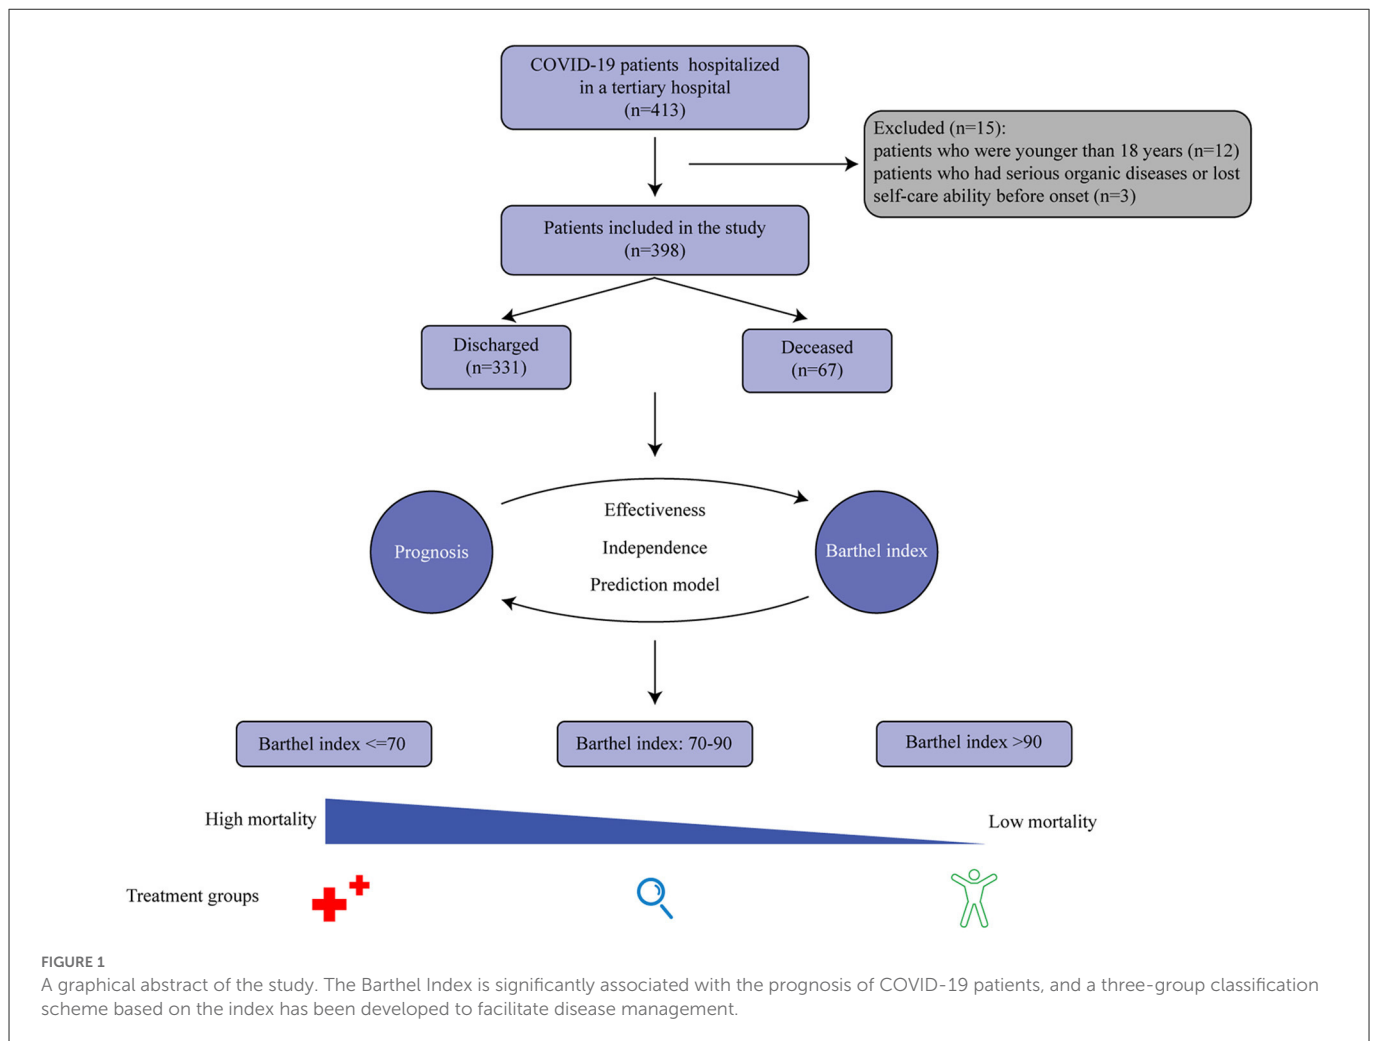 COVID-19 patients hospitalized
in a tertiary hospital
(n=413)
Excluded (n=15):
patients who were younger than 18 years (n=12)
patients who had serious organic diseases or lost
self-care ability before onset (n=3)
Patients included in the study
(n=398)
Discharged
(n=331)
Deceased
(n=67)
Prognosis
Effectiveness
Independence
Prediction model
Barthel index
Barthel index <=70
Barthel index: 70-90
Barthel index >90
High mortality
Low mortality
Treatment groups
FIGURE 1
A graphical abstract of the study. The Barthel Index is significantly associated with the prognosis of COVID-19 patients, and a three-group classification
scheme based on the index has been developed to facilitate disease management.